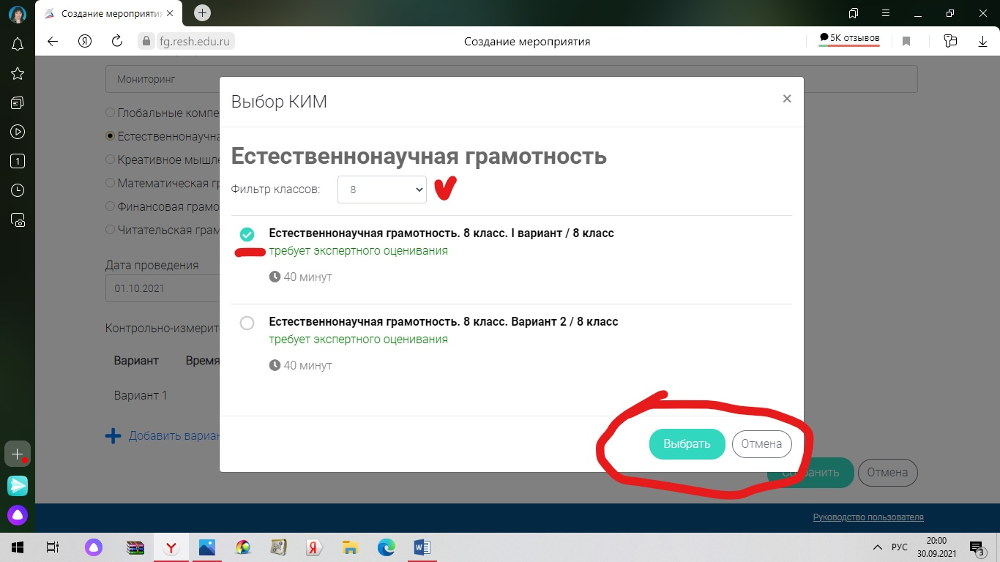 Создание мероприятия
fg.resh.edu.ru
Создание мероприятия
5К отзывов
Мониторинг
Глобальные компе
Естественнонаучна
Креативное мышле
Математическая гр
Финансовая грамо
Читательская грам
Дата проведения
01.10.2021
Контрольно-измерит
Вариант Время
Вариант 1
Добавить вариан
Выбор КИМ
×
Естественнонаучная грамотность
Фильтр классов: 8
Естественнонаучная грамотность. 8 класс. I вариант / 8 класс
требует экспертного оценивания
40 минут
Естественнонаучная грамотность. 8 класс. Вариант 2 / 8 класс
требует экспертного оценивания
40 минут
Выбрать Отмена
Сохранить Отмена
Руководство пользователя
1
РУС
20:00
30.09.2021
3